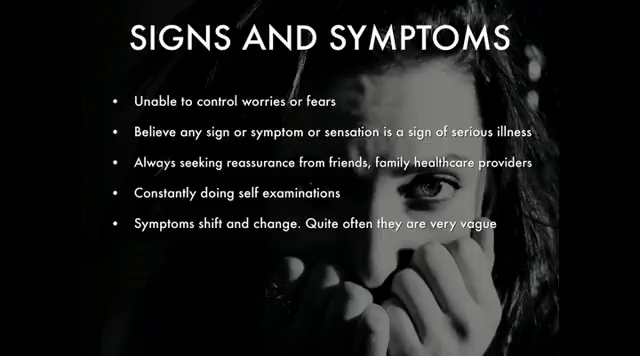 SIGNS AND SYMPTOMS
• Unable to control worries or fears
• Believe any sign or symptom or sensation is a sign of serious illness
• Always seeking reassurance from friends, family healthcare providers
• Constantly doing self examinations
• Symptoms shift and change. Quite often they are very vague